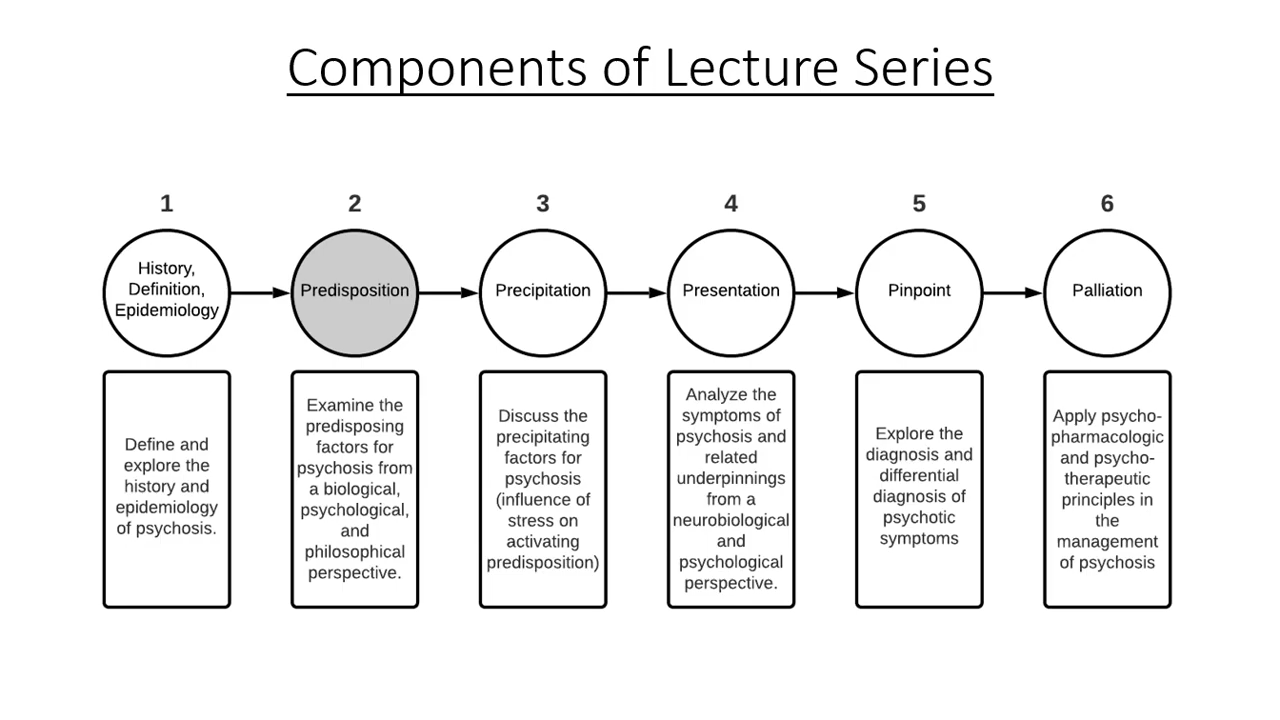 Components of Lecture Series
1
2
3
4
5
6
History,
Definition,
Epidemiology
Predisposition
Precipitation
Presentation
Pinpoint
Palliation
Define and
explore the
history and
epidemiology
of psychosis.
Examine the
predisposing
factors for
psychosis from
a biological,
psychological,
and
philosophical
perspective.
Discuss the
precipitating
factors for
psychosis
(influence of
stress on
activating
predisposition)
Analyze the
symptoms of
psychosis and
related
underpinnings
from a
neurobiological
and
psychological
perspective.
Explore the
diagnosis and
differential
diagnosis of
psychotic
symptoms
Apply psycho-
pharmacologic
and psycho-
therapeutic
principles in
the
management
of psychosis